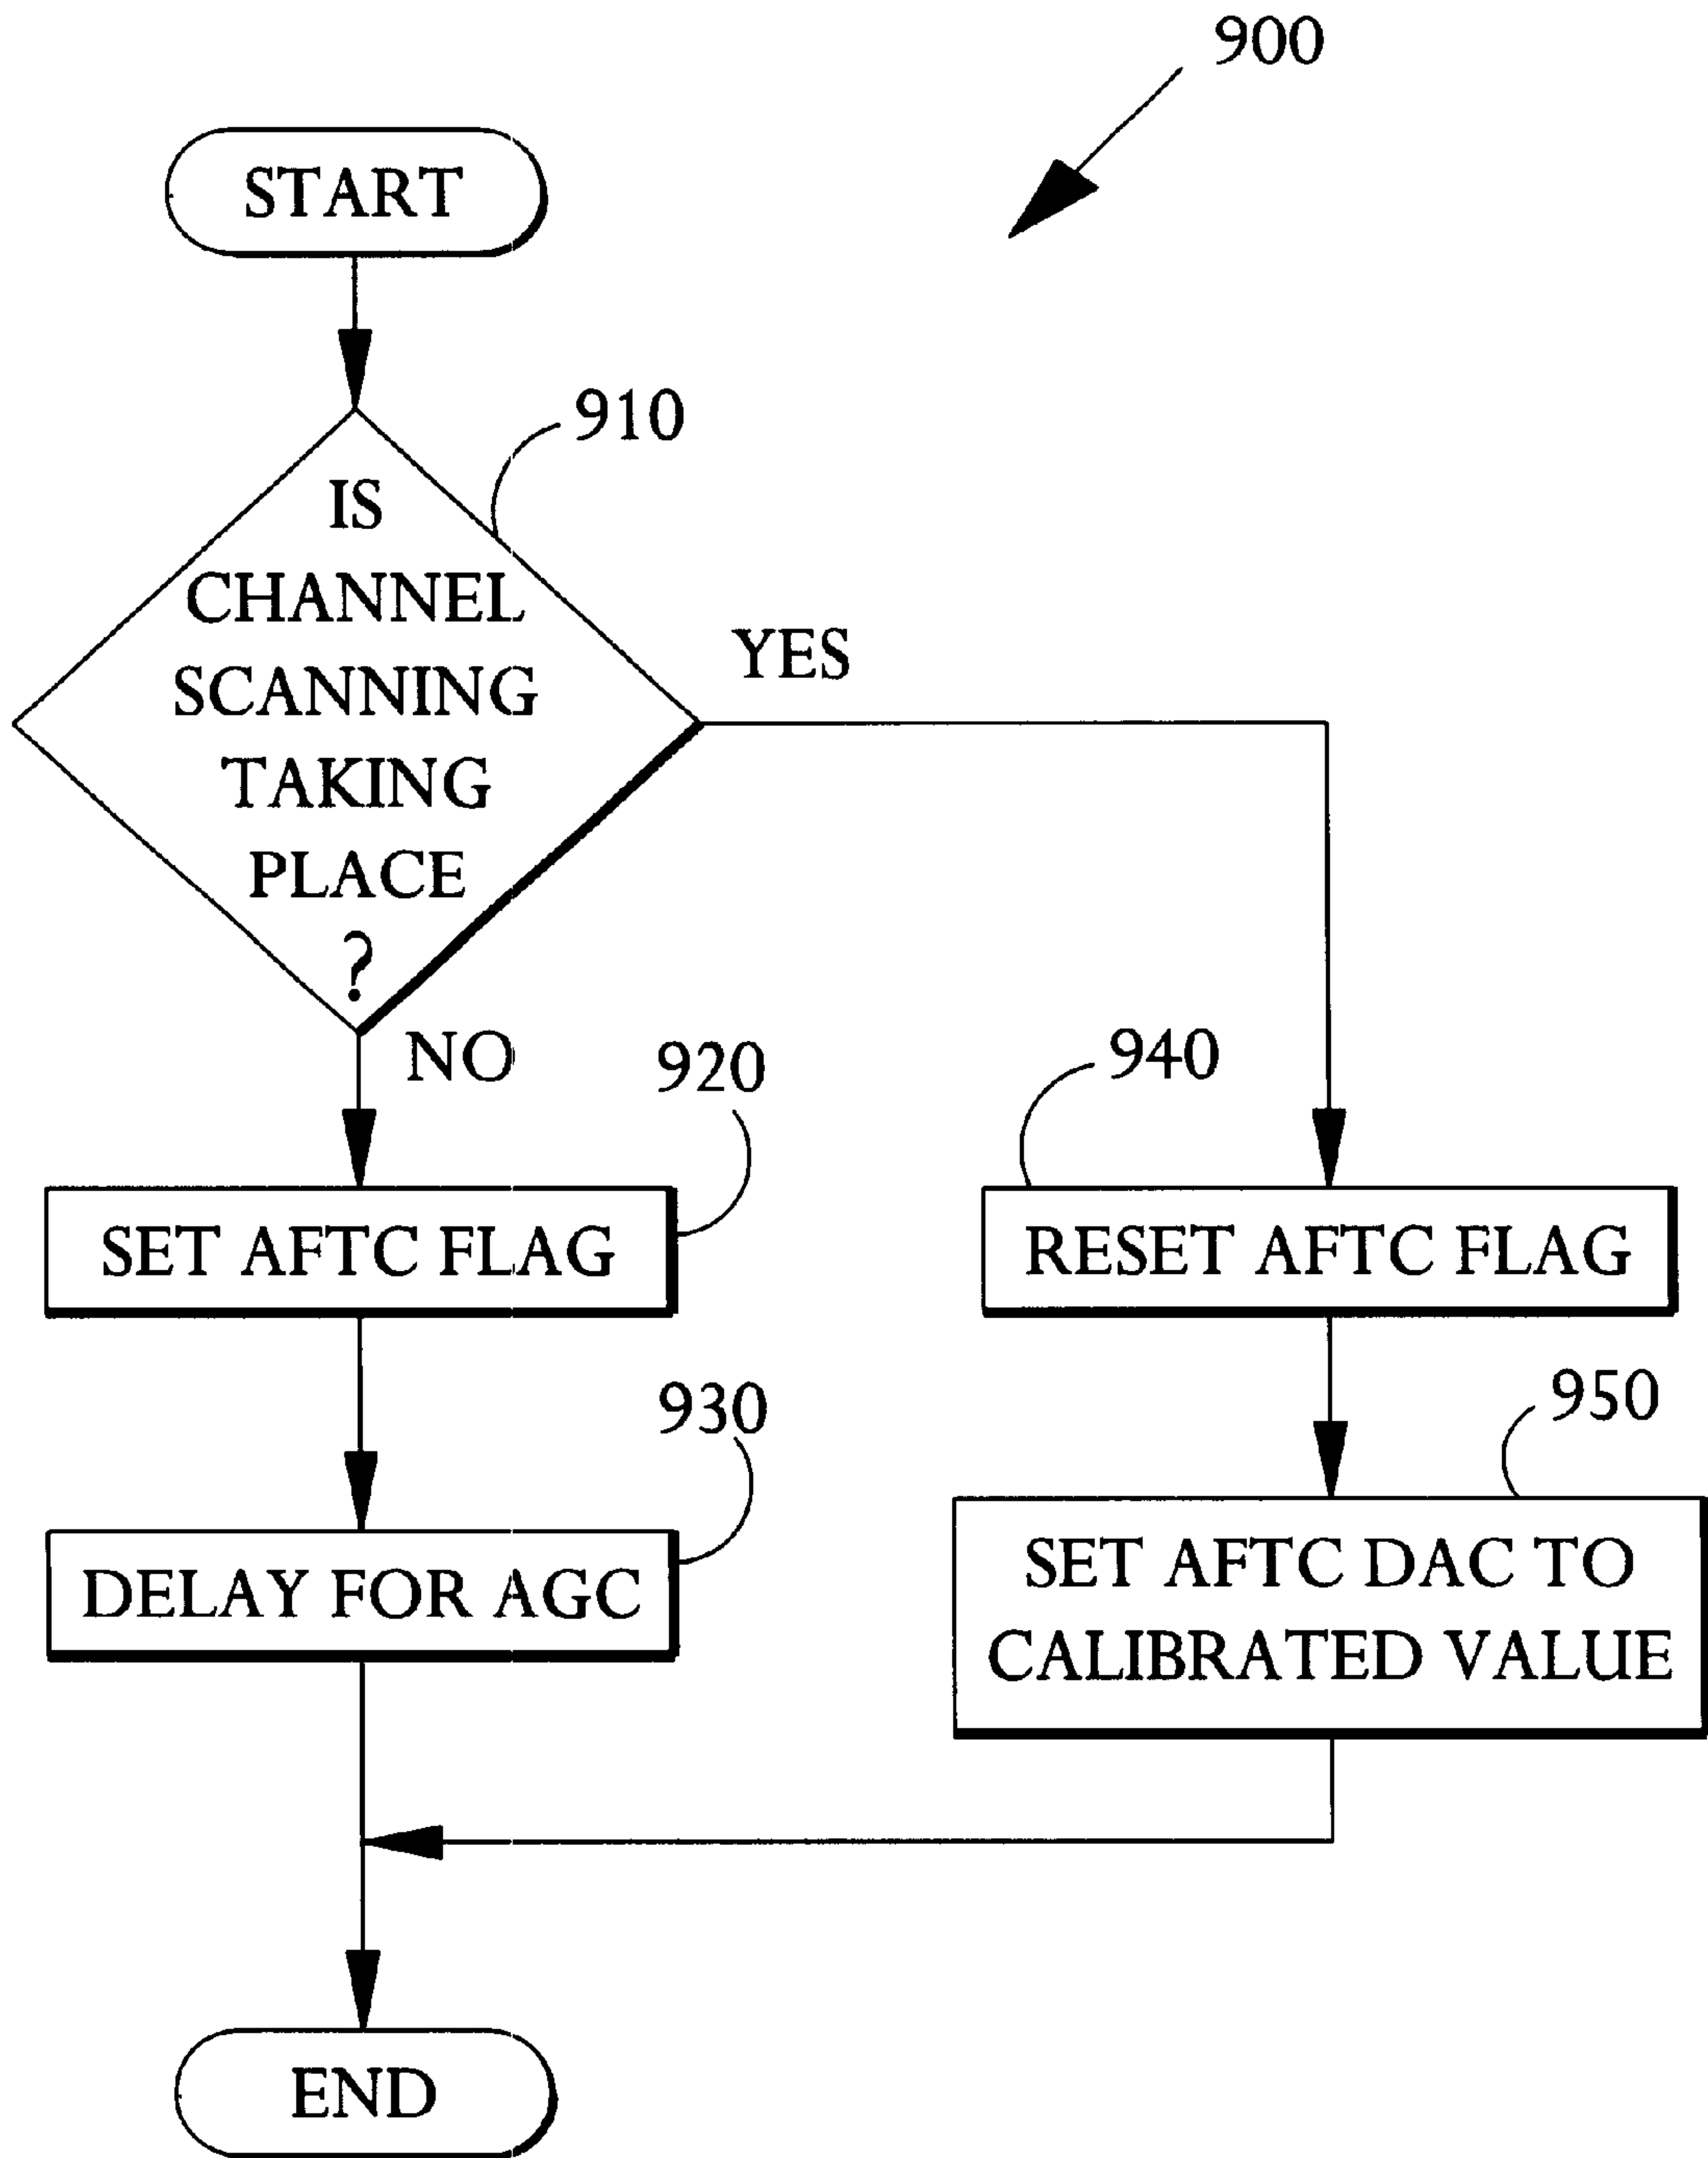 900
START
910
IS
CHANNEL
SCANNING
TAKING
PLACE
?
YES
NO
920
SET AFTC FLAG
930
DELAY FOR AGC
940
RESET AFTC FLAG
950
SET AFTC DAC TO
CALIBRATED VALUE
END